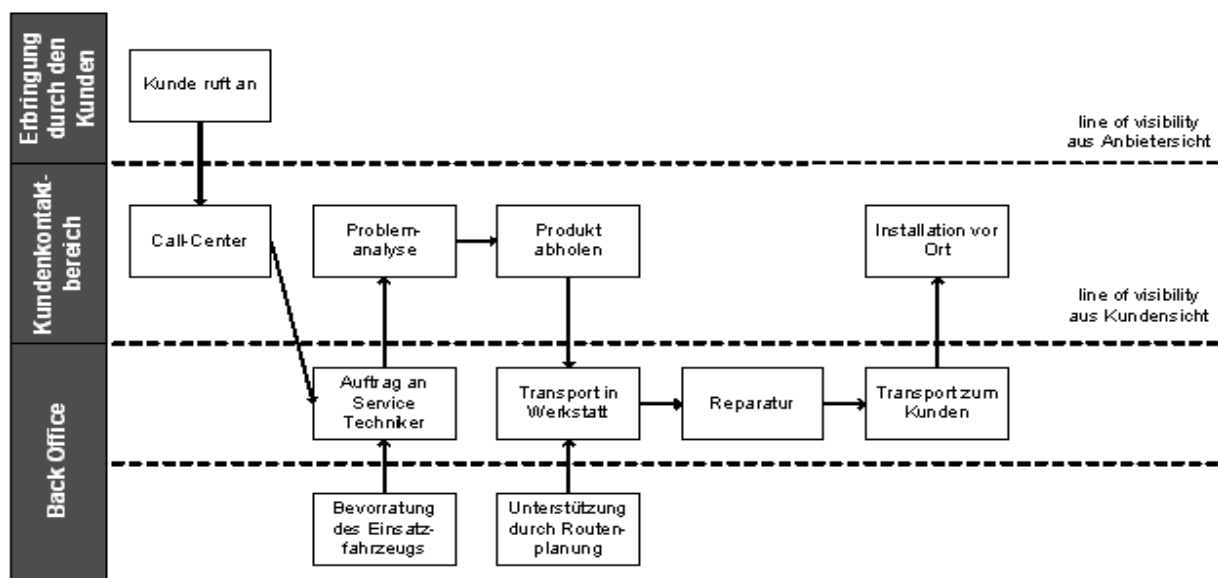 Erbringung
durch den
Kunden
Kunde ruft an
line of visibility
aus Anbietersicht
Kundenkontakt-
bereich
Call-Center
Problem-
analyse
Produkt
abholen
Installation vor
Ort
line of visibility
aus Kundensicht
Back Office
Auftrag an
Service
Techniker
Transport in
Werkstatt
Reparatur
Transport zum
Kunden
Bevorratung
des Einsatz-
fahrzeugs
Unterstützung
durch Routen-
planung